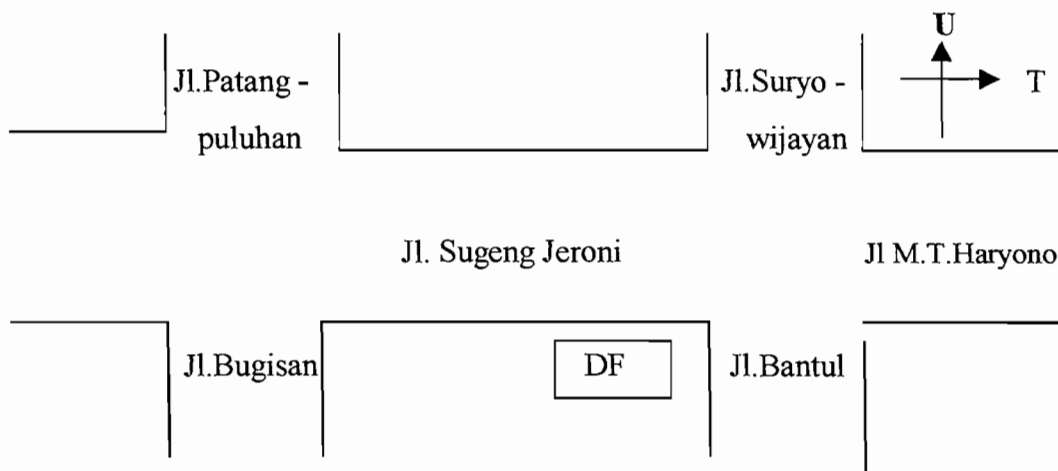 U
T
Jl.Patang -
puluhan
Jl.Suryo -
wijayan
Jl. Sugeng Jeroni
Jl M.T.Haryono
Jl.Bugisan
DF
Jl.Bantul